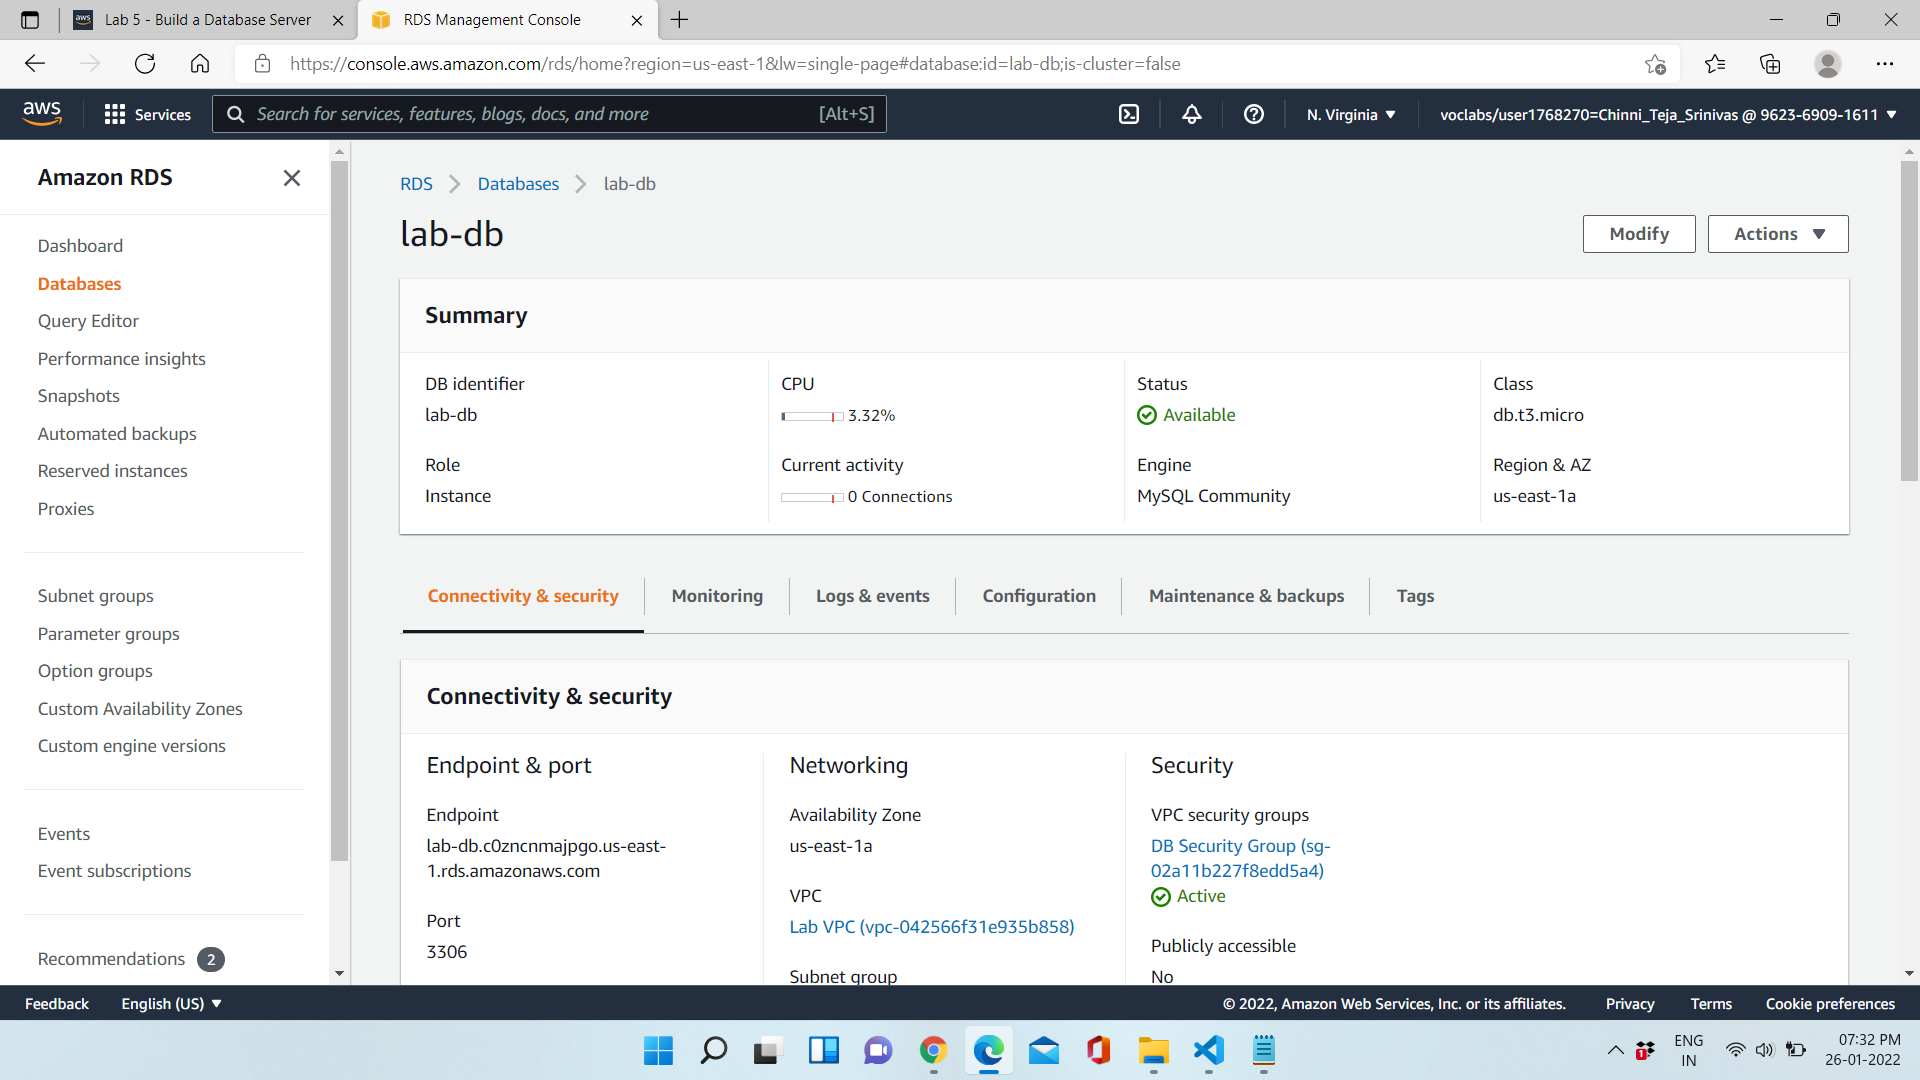 Lab 5 - Build a Database Server
RDS Management Console
https://console.aws.amazon.com/rds/home?region=us-east-1&lw=single-page#database:id=lab-db;is-cluster=false
aws
Services
Search for services, features, blogs, docs, and more
[Alt+S]
N. Virginia
voclabs/user1768270=Chinni_Teja_Srinivas @ 9623-6909-1611
Amazon RDS
Dashboard
Databases
Query Editor
Performance insights
Snapshots
Automated backups
Reserved instances
Proxies
Subnet groups
Parameter groups
Option groups
Custom Availability Zones
Custom engine versions
Events
Event subscriptions
Recommendations 2
RDS
Databases
lab-db
lab-db
Modify
Actions
Summary
DB identifier
lab-db
CPU
3.32%
Status
Available
Class
db.t3.micro
Role
Instance
Current activity
0 Connections
Engine
MySQL Community
Region & AZ
us-east-1a
Connectivity & security
Monitoring
Logs & events
Configuration
Maintenance & backups
Tags
Connectivity & security
Endpoint & port
Endpoint
lab-db.c0zncnmajpgo.us-east-
1.rds.amazonaws.com
Port
3306
Networking
Availability Zone
us-east-1a
VPC
Lab VPC (vpc-042566f31e935b858)
Subnet group
Security
VPC security groups
DB Security Group (sg-
02a11b227f8edd5a4)
Active
Publicly accessible
No
Feedback
English (US)
© 2022, Amazon Web Services, Inc. or its affiliates.
Privacy
Terms
Cookie preferences
1
ENG
IN
07:32 PM
26-01-2022